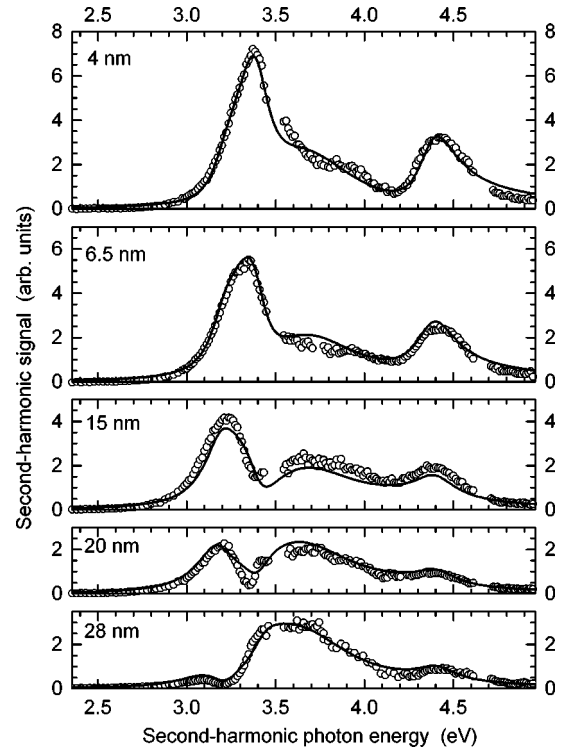 2.5 3.0 3.5 4.0 4.5
4 nm
8 8
6 6
4 4
2 2
0 0
6.5 nm
6 6
4 4
2 2
0 0
15 nm
4 4
2 2
0 0
20 nm
2 2
0 0
28 nm
2 2
0 0
2.5 3.0 3.5 4.0 4.5
Second-harmonic signal (arb. units)
Second-harmonic photon energy (eV)